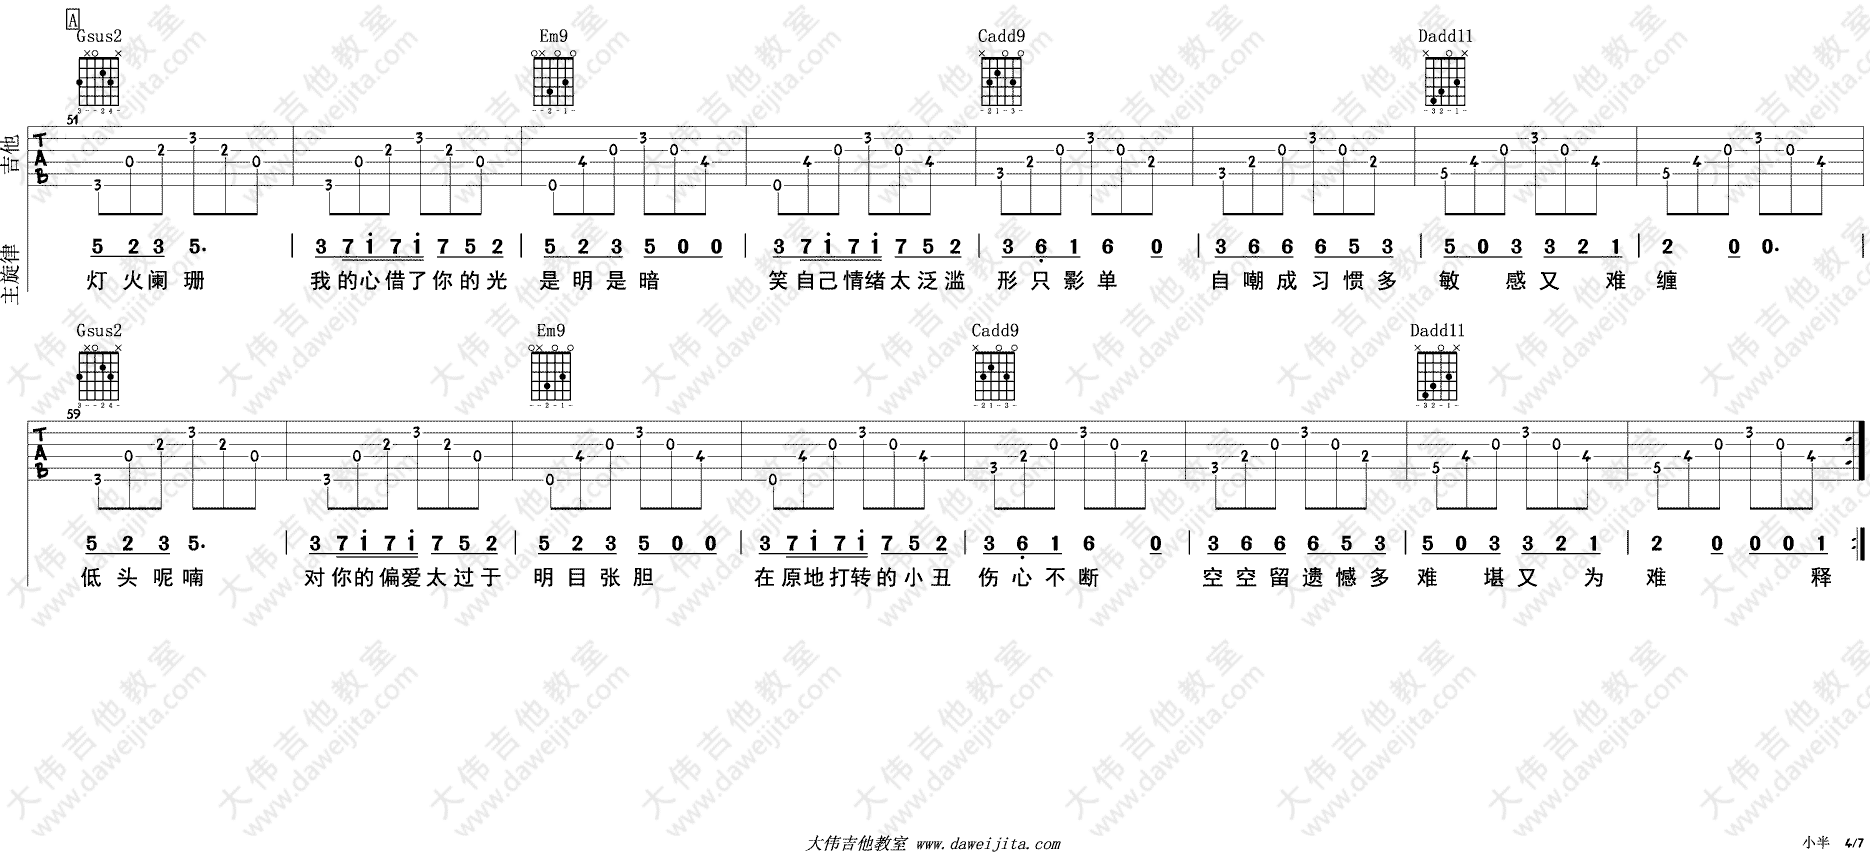 A
Gsus2 Em9 Cadd9 Dadd11
3--24- --2-1- -21-3- -32-1-
51
吉他 TAB
3 0 2 3 2 0 3 0 2 3 2 0 0 4 0 3 0 4 0 4 0 3 0 4 3 2 0 3 0 2 3 2 0 3 0 2 5 4 0 3 0 4 5 4 0 3 0 4
主旋律 5 2 3 5. | 3 7 i 7 i 7 5 2 | 5 2 3 5 0 0 | 3 7 i 7 i 7 5 2 | 3 6 1 6 0 | 3 6 6 6 5 3 | 5 0 3 3 2 1 | 2 0 0. |
灯火阑珊 我的心借了你的光 是明是暗 笑自己情绪太泛滥 形只影单 自嘲成习惯多 敏感又难 缠
Gsus2 Em9 Cadd9 Dadd11
3--24- --2-1- -21-3- -32-1-
59
TAB
3 0 2 3 2 0 3 0 2 3 2 0 0 4 0 3 0 4 0 4 0 3 0 4 3 2 0 3 0 2 3 2 0 3 0 2 5 4 0 3 0 4 5 4 0 3 0 4
5 2 3 5. | 3 7 i 7 i 7 5 2 | 5 2 3 5 0 0 | 3 7 i 7 i 7 5 2 | 3 6 1 6 0 | 3 6 6 6 5 3 | 5 0 3 3 2 1 | 2 0 0 0 1 :|
低头呢喃 对你的偏爱太过于 明目张胆 在原地打转的小丑 伤心不断 空空留遗憾多 难堪又为 难 释
大伟吉他教室 www.daweijita.com
小半 4/7